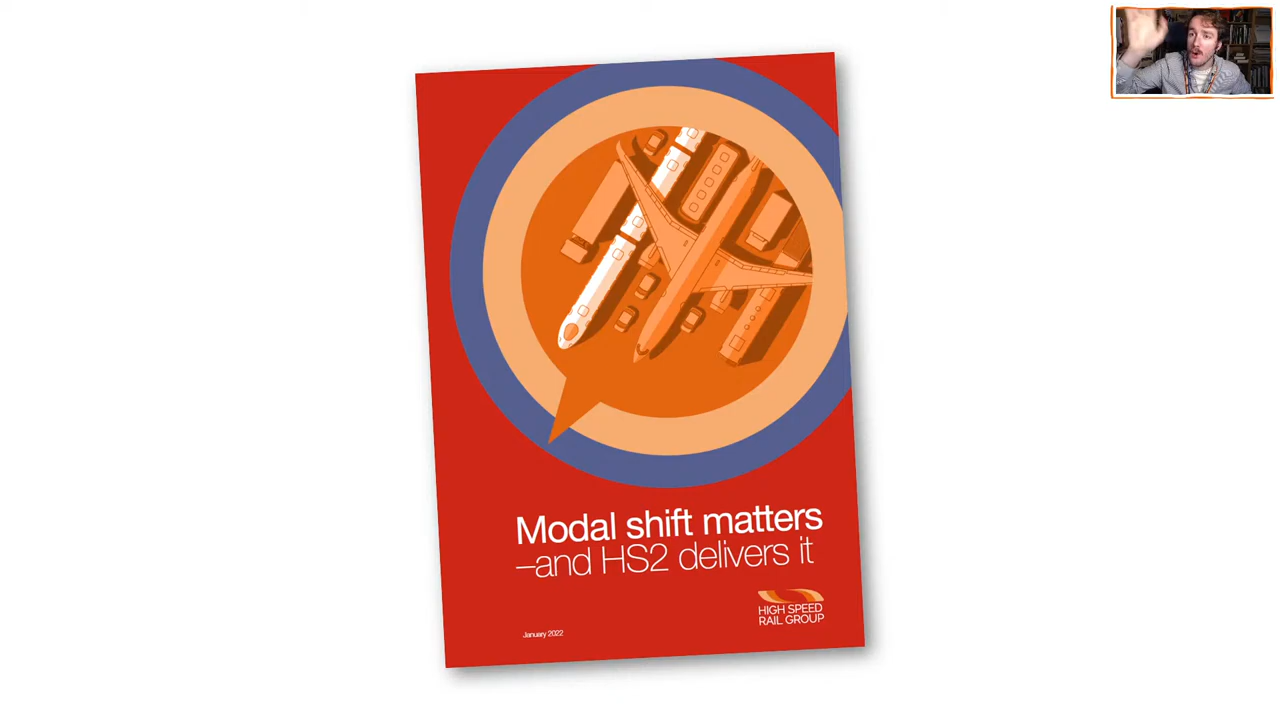 Modal shift matters
–and HS2 delivers it
HIGH SPEED
RAIL GROUP
January 2022